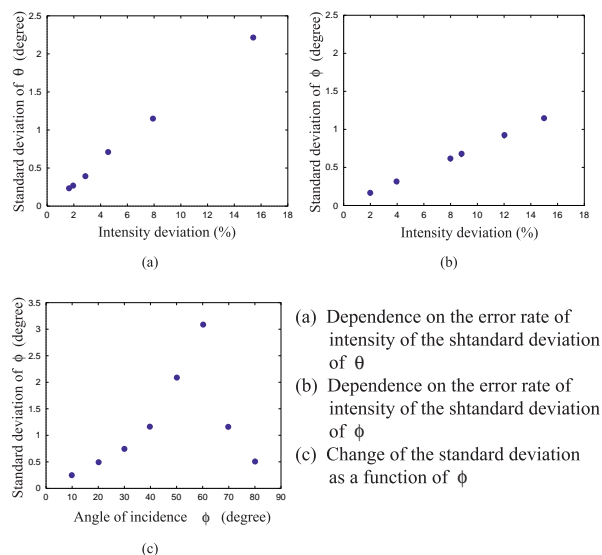 2.5
2
1.5
1
0.5
0
0 2 4 6 8 10 12 14 16 18
Standard deviation of θ (degree)
Intensity deviation (%)
(a)
2.5
2
1.5
1
0.5
0
0 2 4 6 8 10 12 14 16 18
Standard deviation of ϕ (degree)
Intensity deviation (%)
(b)
3.5
3
2.5
2
1.5
1
0.5
0
0 10 20 30 40 50 60 70 80 90
Standard deviation of ϕ (degree)
Angle of incidence ϕ (degree)
(c)
(a) Dependence on the error rate of
intensity of the shtandard deviation
of θ
(b) Dependence on the error rate of
intensity of the shtandard deviation
of ϕ
(c) Change of the standard deviation
as a function of ϕ